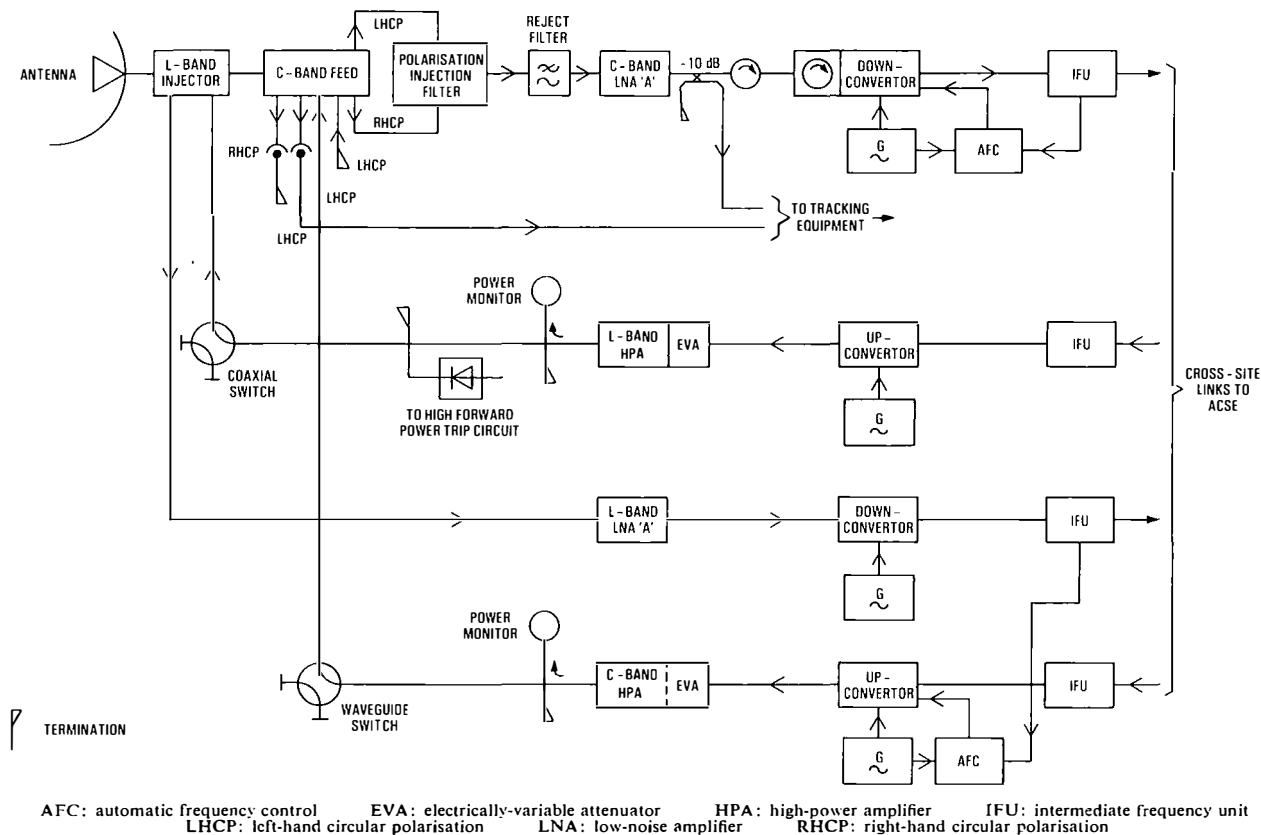 ANTENNA
L-BAND
INJECTOR
C-BAND FEED
LHCP
POLARISATION
INJECTION
FILTER
RHCP
REJECT
FILTER
C-BAND
LNA 'A'
-10 dB
DOWN-
CONVERTOR
IFU
G
AFC
RHCP
LHCP
LHCP
LHCP
TO TRACKING
EQUIPMENT
COAXIAL
SWITCH
TO HIGH FORWARD
POWER TRIP CIRCUIT
POWER
MONITOR
L-BAND
HPA
EVA
UP-
CONVERTOR
IFU
G
CROSS-SITE
LINKS TO
ACSE
L-BAND
LNA 'A'
DOWN-
CONVERTOR
IFU
G
POWER
MONITOR
WAVEGUIDE
SWITCH
C-BAND
HPA
EVA
UP-
CONVERTOR
IFU
G
AFC
TERMINATION
AFC: automatic frequency control EVA: electrically-variable attenuator HPA: high-power amplifier IFU: intermediate frequency unit
LHCP: left-hand circular polarisation LNA: low-noise amplifier RHCP: right-hand circular polarisation